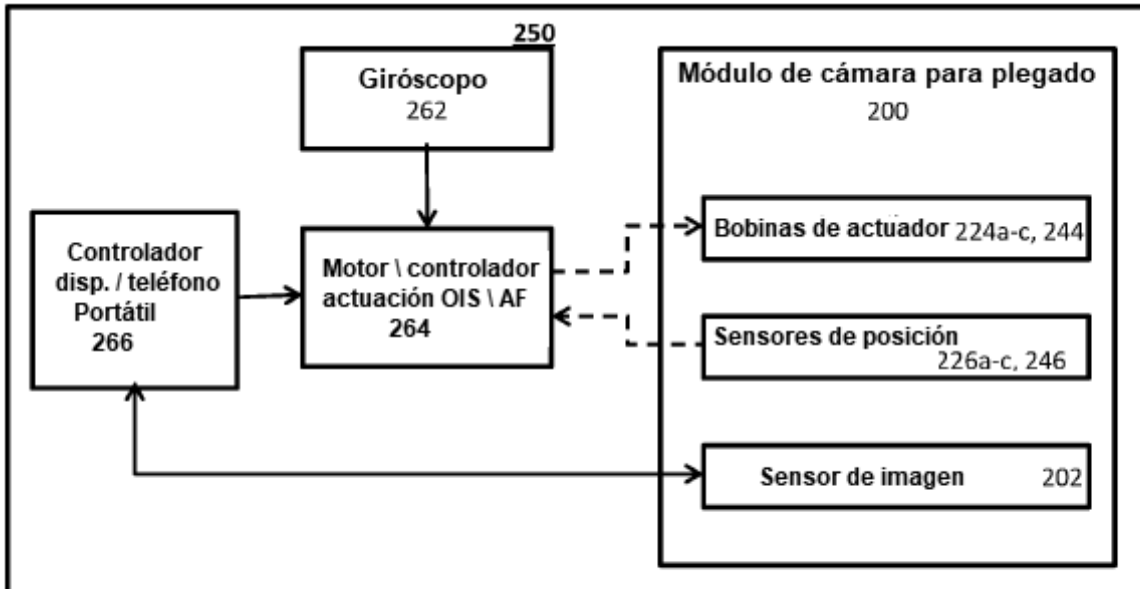 250
Giróscopo
262
Módulo de cámara para plegado
200
Controlador
disp. / teléfono
Portátil
266
Motor \ controlador
actuación OIS \ AF
264
Bobinas de actuador 224a-c, 244
Sensores de posición
226a-c, 246
Sensor de imagen 202